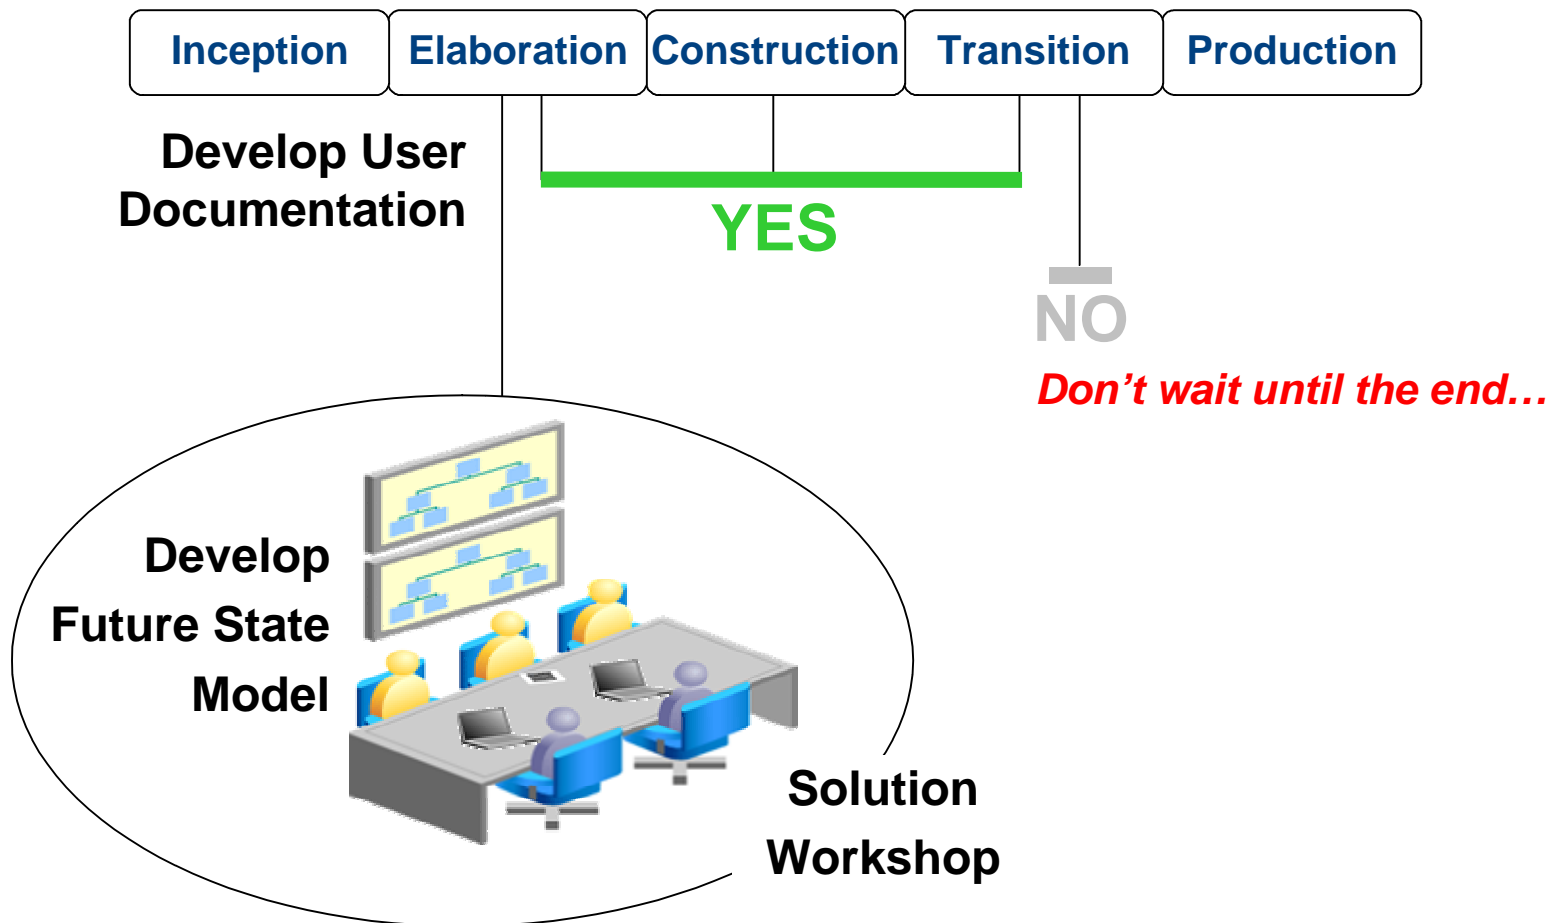 Inception Elaboration Construction Transition Production
Develop User
Documentation
YES
NO
Don’t wait until the end…
Develop
Future State
Model
Solution
Workshop